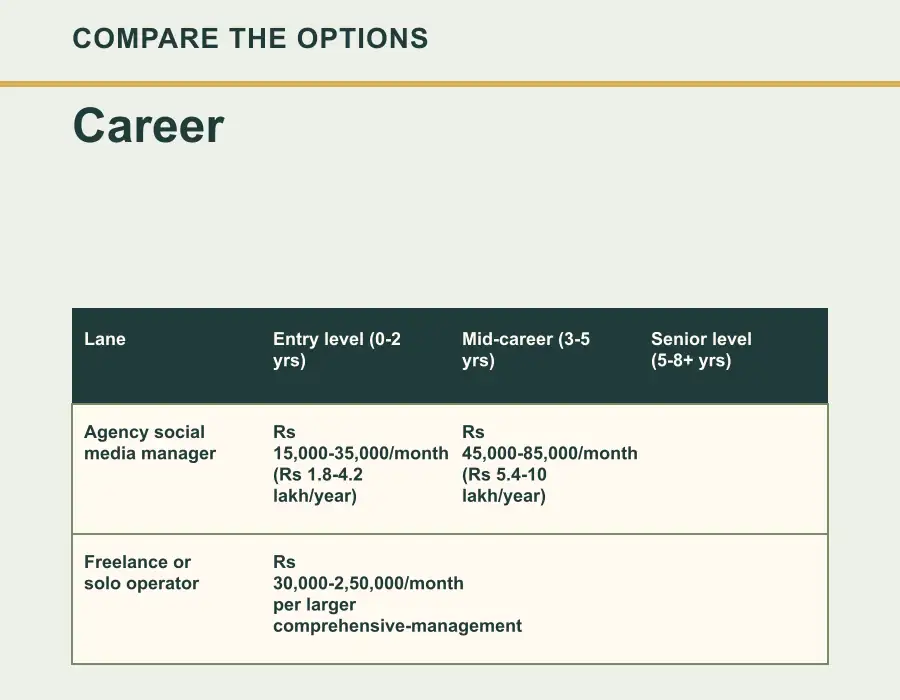 COMPARE THE OPTIONS
Career
Lane
Entry level (0-2
yrs)
Mid-career (3-5
yrs)
Senior level
(5-8+ yrs)
Agency social
media manager
Rs
15,000-35,000/month
(Rs 1.8-4.2
lakh/year)
Rs
45,000-85,000/month
(Rs 5.4-10
lakh/year)
Freelance or
solo operator
Rs
30,000-2,50,000/month
per larger
comprehensive-management